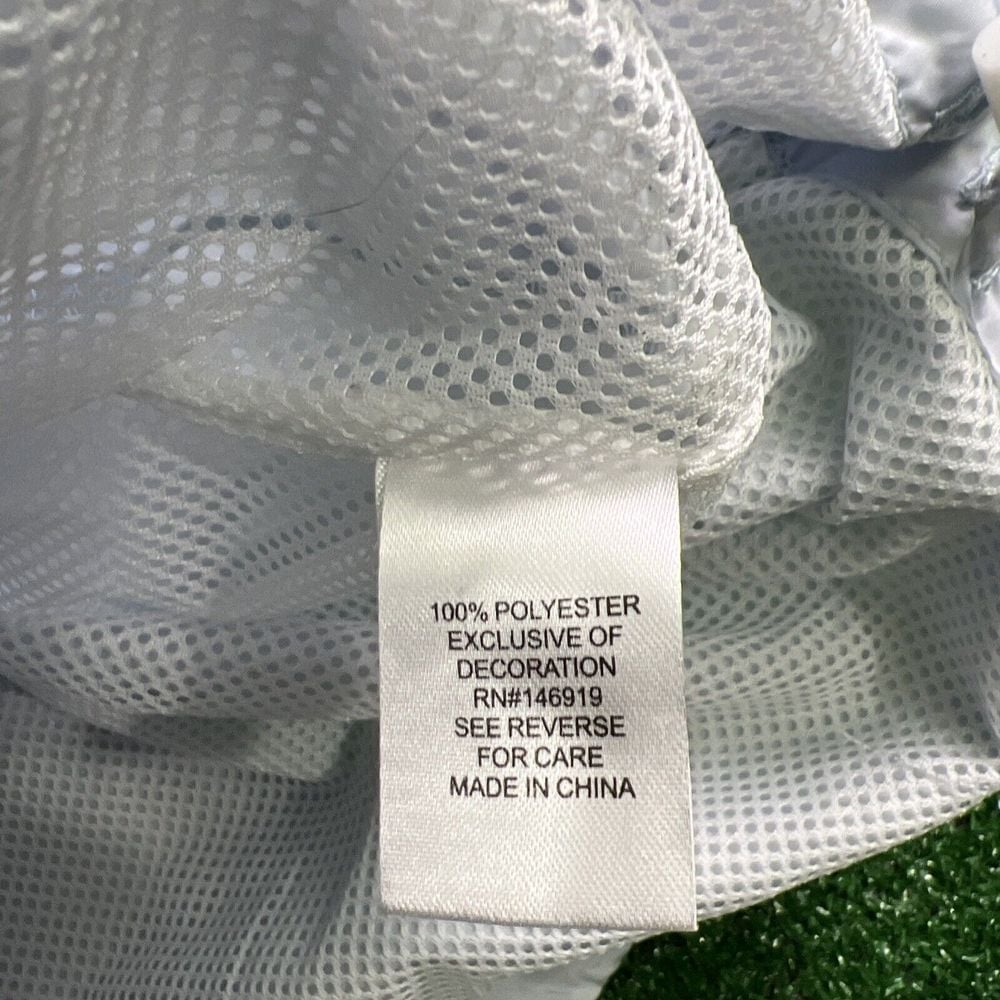 100% POLYESTER
EXCLUSIVE OF
DECORATION
RN#146919
SEE REVERSE
FOR CARE
MADE IN CHINA